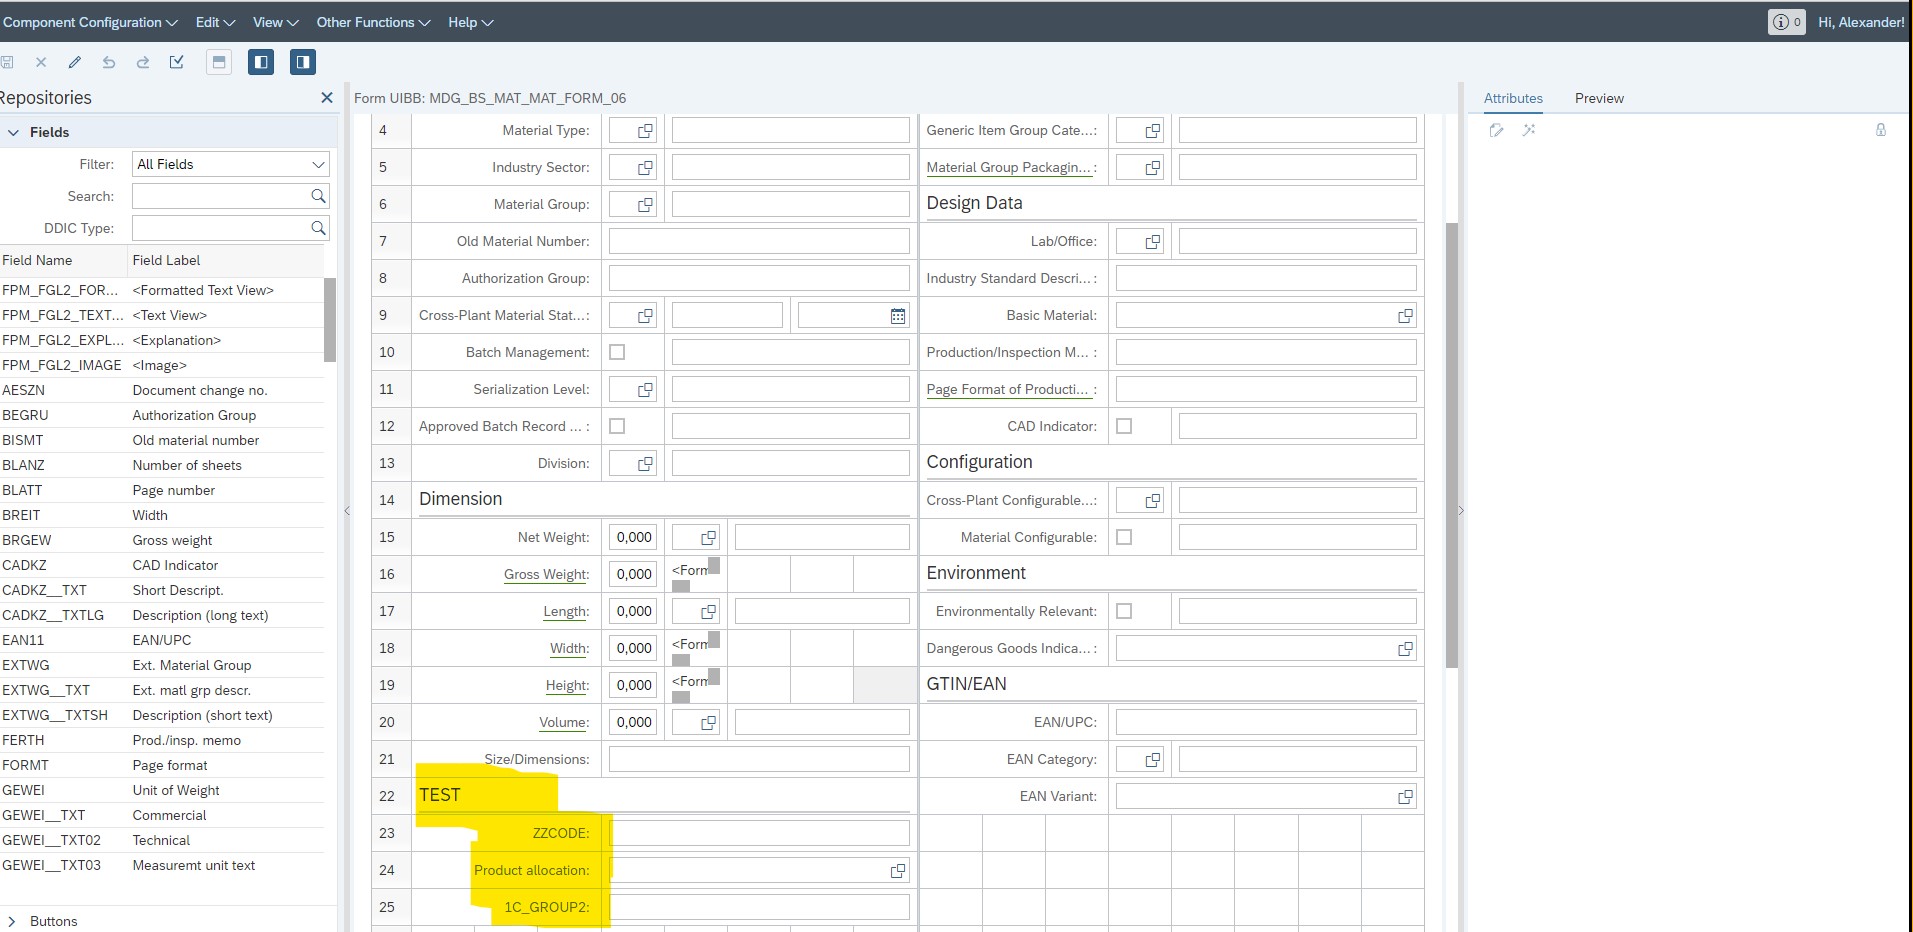 Component Configuration Edit View Other Functions Help 0 Hi, Alexander!
Repositories
Form UIBB: MDG_BS_MAT_MAT_FORM_06
Attributes Preview
Fields
Filter: All Fields
Search:
DDIC Type:
Field Name Field Label
FPM_FGL2_FOR... <Formatted Text View>
FPM_FGL2_TEXT... <Text View>
FPM_FGL2_EXPL... <Explanation>
FPM_FGL2_IMAGE <Image>
AESZN Document change no.
BEGRU Authorization Group
BISMT Old material number
BLANZ Number of sheets
BLATT Page number
BREIT Width
BRGEW Gross weight
CADKZ CAD Indicator
CADKZ__TXT Short Descript.
CADKZ__TXTLG Description (long text)
EAN11 EAN/UPC
EXTWG Ext. Material Group
EXTWG__TXT Ext. matl grp descr.
EXTWG__TXTSH Description (short text)
FERTH Prod./insp. memo
FORMT Page format
GEWEI Unit of Weight
GEWEI__TXT Commercial
GEWEI__TXT02 Technical
GEWEI__TXT03 Measuremt unit text
Buttons
4 Material Type: Generic Item Group Cate...:
5 Industry Sector: Material Group Packagin... :
6 Material Group: Design Data
7 Old Material Number: Lab/Office:
8 Authorization Group: Industry Standard Descri... :
9 Cross-Plant Material Stat...: Basic Material:
10 Batch Management: Production/Inspection M... :
11 Serialization Level: Page Format of Producti... :
12 Approved Batch Record ... : CAD Indicator:
13 Division: Configuration
14 Dimension Cross-Plant Configurable...:
15 Net Weight: 0,000 Material Configurable:
16 Gross Weight: 0,000 <Form Environment
17 Length: 0,000 Environmentally Relevant:
18 Width: 0,000 <Form Dangerous Goods Indica... :
19 Height: 0,000 <Form GTIN/EAN
20 Volume: 0,000 EAN/UPC:
21 Size/Dimensions: EAN Category:
22 TEST EAN Variant:
23 ZZCODE:
24 Product allocation:
25 1C_GROUP2: